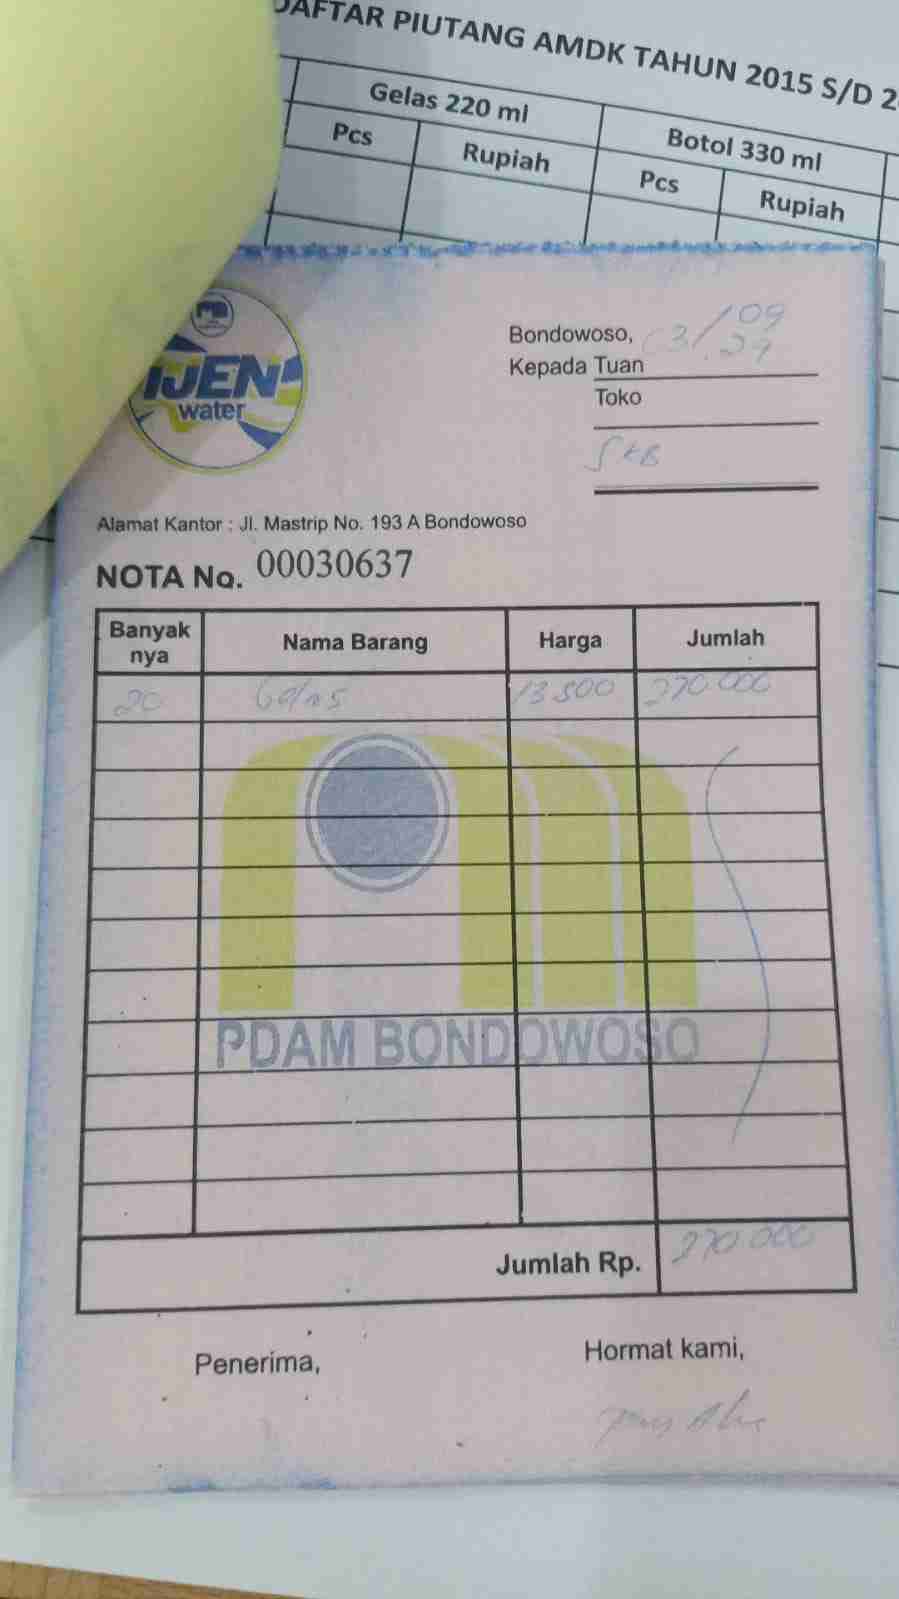 DAFTAR PIUTANG AMDK TAHUN 2015 S/D 2
Gelas 220 ml
Botol 330 ml
Pcs
Rupiah
Pcs
Rupiah
IJEN
water
Bondowoso, 3/09
Kepada Tuan
Toko
SKB
Alamat Kantor : Jl. Mastrip No. 193 A Bondowoso
NOTA No. 00030637
Banyak nya Nama Barang Harga Jumlah
20 Gelas 13 500 270 000
PDAM BONDOWOSO
Jumlah Rp. 270 000
Penerima,
Hormat kami,